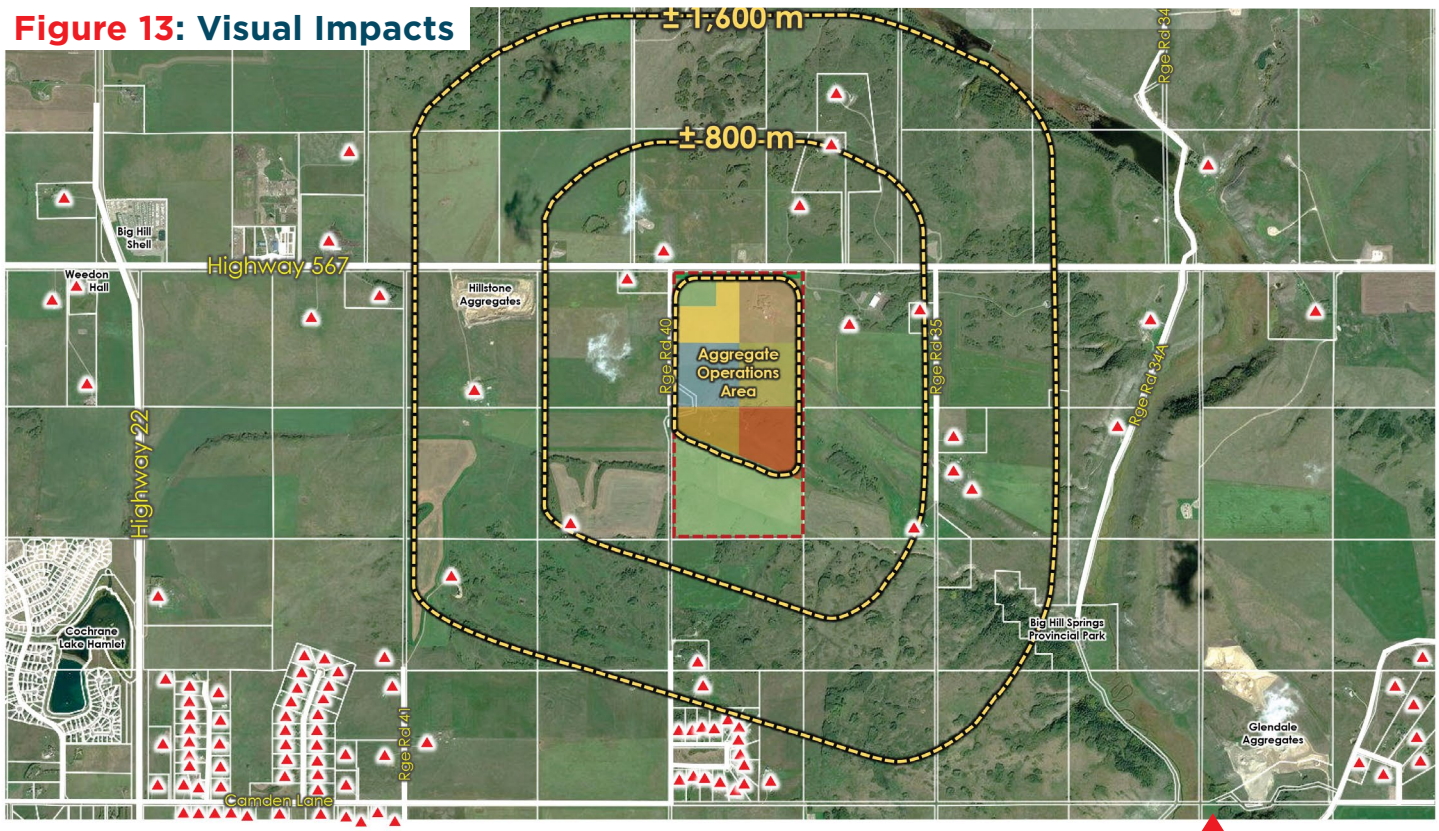 Figure 13: Visual Impacts
± 1,600 m
Rge Rd 34
± 800 m
Big Hill
Shell
Highway 567
Weedon
Hall
Hillstone
Aggregates
Rge Rd 40
Aggregate
Operations
Area
Rge Rd 35
Rge Rd 34A
Highway 22
Cochrane
Lake Hamlet
Big Hill Springs
Provincial Park
Rge Rd 41
Glendale
Aggregates
Camden Lane